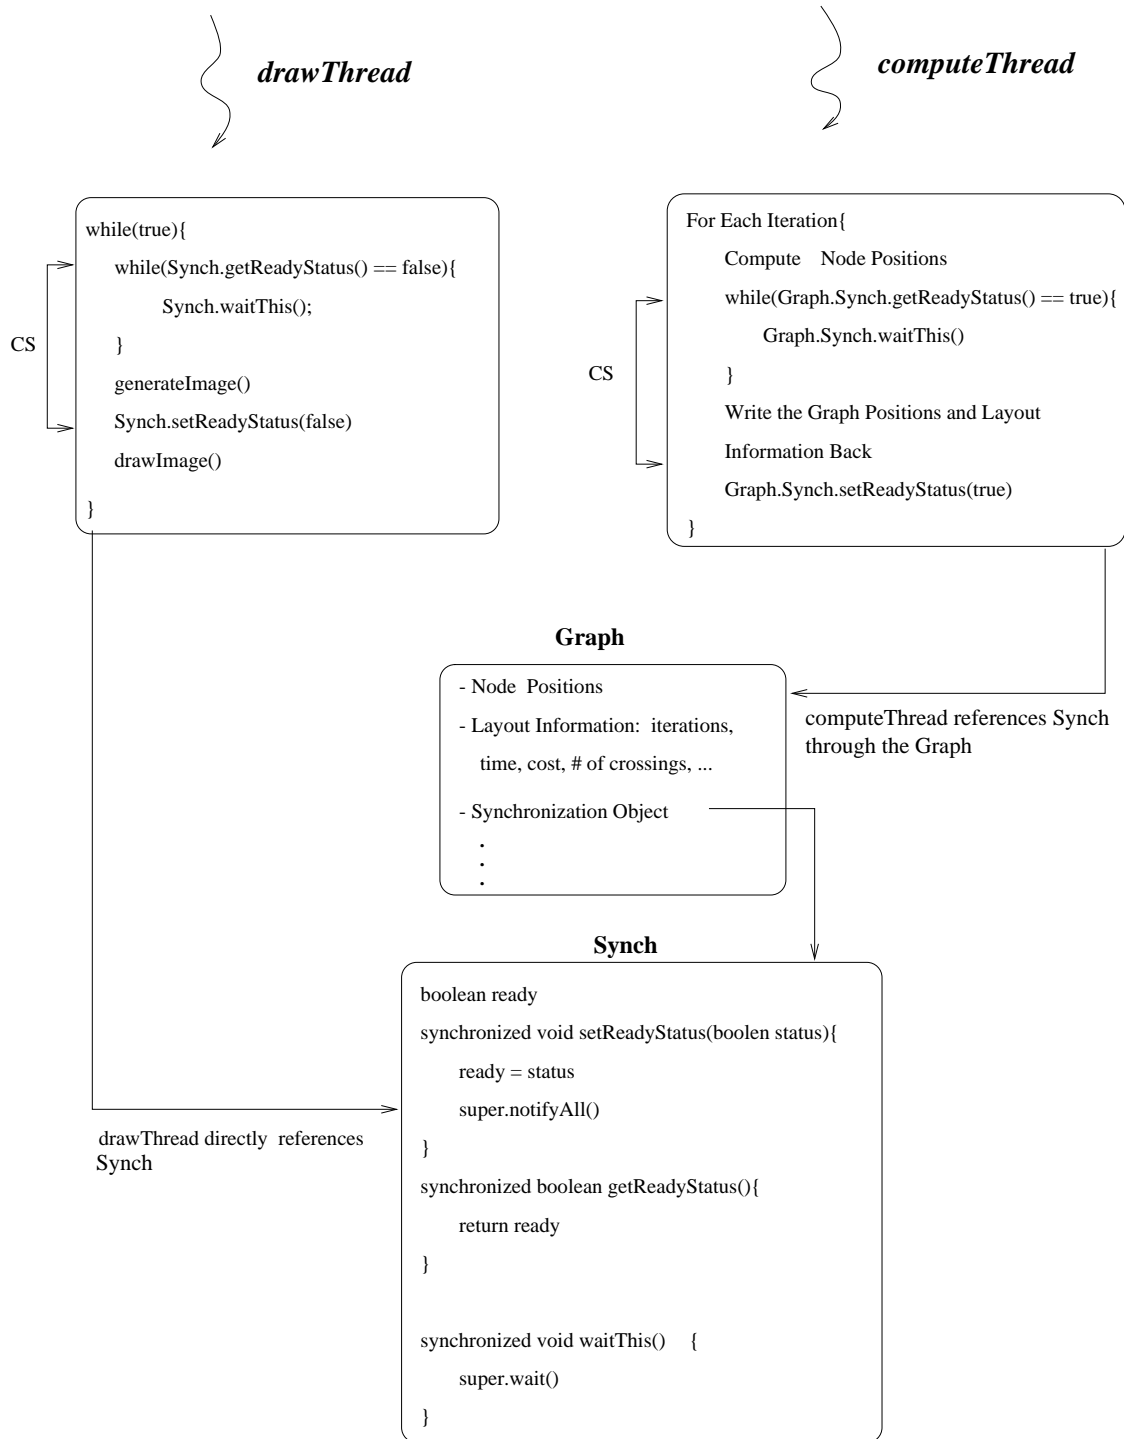 drawThread
computeThread
while(true){
while(Synch.getReadyStatus() == false){
Synch.waitThis();
}
generateImage()
Synch.setReadyStatus(false)
drawImage()
}
CS
For Each Iteration{
Compute Node Positions
while(Graph.Synch.getReadyStatus() == true){
Graph.Synch.waitThis()
}
Write the Graph Positions and Layout
Information Back
Graph.Synch.setReadyStatus(true)
}
CS
Graph
- Node Positions
- Layout Information: iterations,
time, cost, # of crossings, ...
- Synchronization Object
.
.
.
computeThread references Synch
through the Graph
Synch
boolean ready
synchronized void setReadyStatus(boolen status){
ready = status
super.notifyAll()
}
synchronized boolean getReadyStatus(){
return ready
}
synchronized void waitThis() {
super.wait()
}
drawThread directly references
Synch